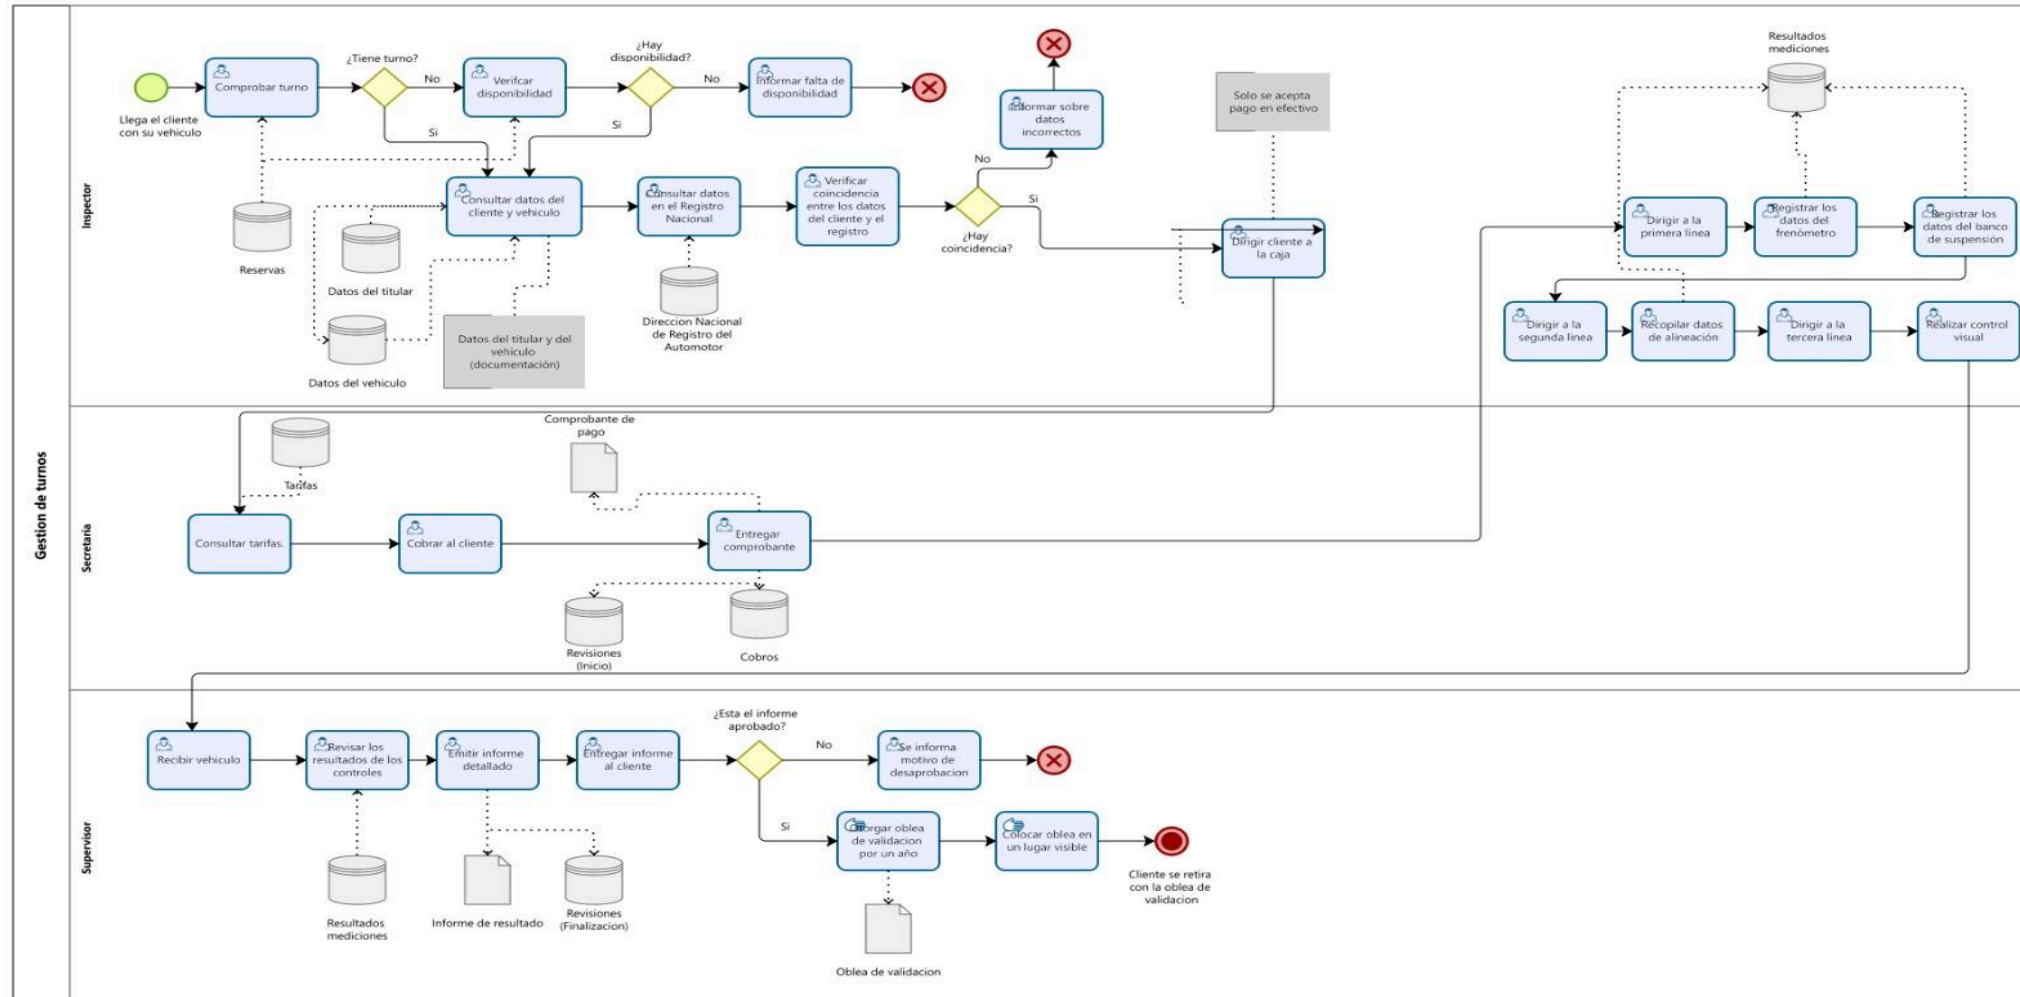 Gestion de turnos
Inspector
Llega el cliente
con su vehiculo
Comprobar turno
¿Tiene turno?
No
Si
Verifcar
disponibilidad
¿Hay
disponibilidad?
No
Si
Informar falta de
disponibilidad
Informar sobre
datos
incorrectos
Solo se acepta
pago en efectivo
Resultados
mediciones
Reservas
Consultar datos del
cliente y vehiculo
Consultar datos
en el Registro
Nacional
Verificar
coincidencia
entre los datos
del cliente y el
registro
No
Si
¿Hay
coincidencia?
Dirigir cliente a
la caja
Dirigir a la
primera linea
Registrar los
datos del
frenómetro
Registrar los
datos del banco
de suspensión
Datos del titular
Datos del vehiculo
Datos del titular y del
vehiculo
(documentación)
Direccion Nacional
de Registro del
Automotor
Dirigir a la
segunda linea
Recopilar datos
de alineación
Dirigir a la
tercera linea
Realizar control
visual
Secretaria
Tarifas
Comprobante de
pago
Consultar tarifas.
Cobrar al cliente
Entregar
comprobante
Revisiones
(Inicio)
Cobros
Supervisor
Recibir vehiculo
Revisar los
resultados de los
controles
Emitir informe
detallado
Entregar informe
al cliente
¿Esta el informe
aprobado?
No
Si
Se informa
motivo de
desaprobacion
Otorgar oblea
de validacion
por un año
Colocar oblea en
un lugar visible
Cliente se retira
con la oblea de
validacion
Resultados
mediciones
Informe de resultado
Revisiones
(Finalizacion)
Oblea de validacion